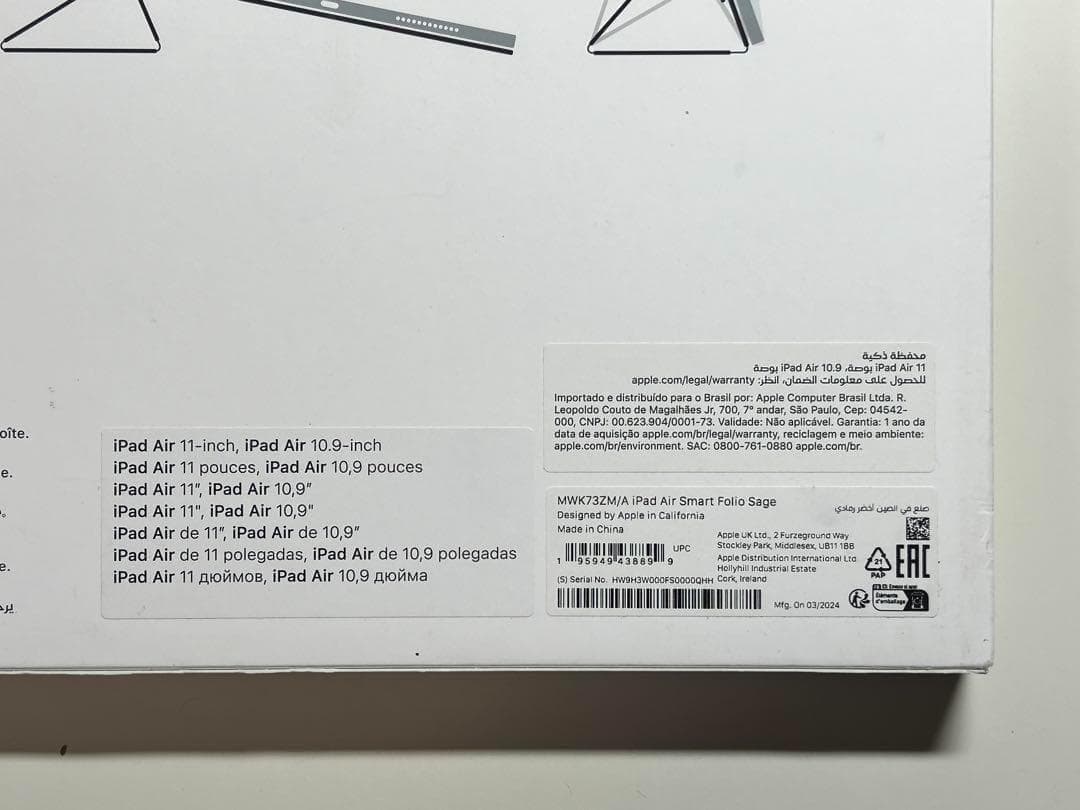 oîte.
e.
e.
iPad Air 11-inch, iPad Air 10.9-inch
iPad Air 11 pouces, iPad Air 10,9 pouces
iPad Air 11″, iPad Air 10,9″
iPad Air 11", iPad Air 10,9"
iPad Air de 11″, iPad Air de 10,9″
iPad Air de 11 polegadas, iPad Air de 10,9 polegadas
iPad Air 11 дюймов, iPad Air 10,9 дюйма
محفظة ذكية
iPad Air 11 بوصة، iPad Air 10.9 بوصة
للحصول على معلومات الضمان، انظر: apple.com/legal/warranty
Importado e distribuído para o Brasil por: Apple Computer Brasil Ltda. R.
Leopoldo Couto de Magalhães Jr, 700, 7° andar, São Paulo, Cep: 04542-
000, CNPJ: 00.623.904/0001-73. Validade: Não aplicável. Garantia: 1 ano da
data de aquisição apple.com/br/legal/warranty, reciclagem e meio ambiente:
apple.com/br/environment. SAC: 0800-761-0880 apple.com/br.
MWK73ZM/A iPad Air Smart Folio Sage
صنع في الصين أخضر رمادي
Designed by Apple in California
Made in China
UPC
1 95949 43889 9
(S) Serial No. HW9H3W000FS0000QHH
Apple UK Ltd., 2 Furzeground Way
Stockley Park, Middlesex, UB11 1BB
Apple Distribution International Ltd.
Hollyhill Industrial Estate
Cork, Ireland
Mfg. On 03/2024
21
PAP
EAC
Éléments
d'emballage